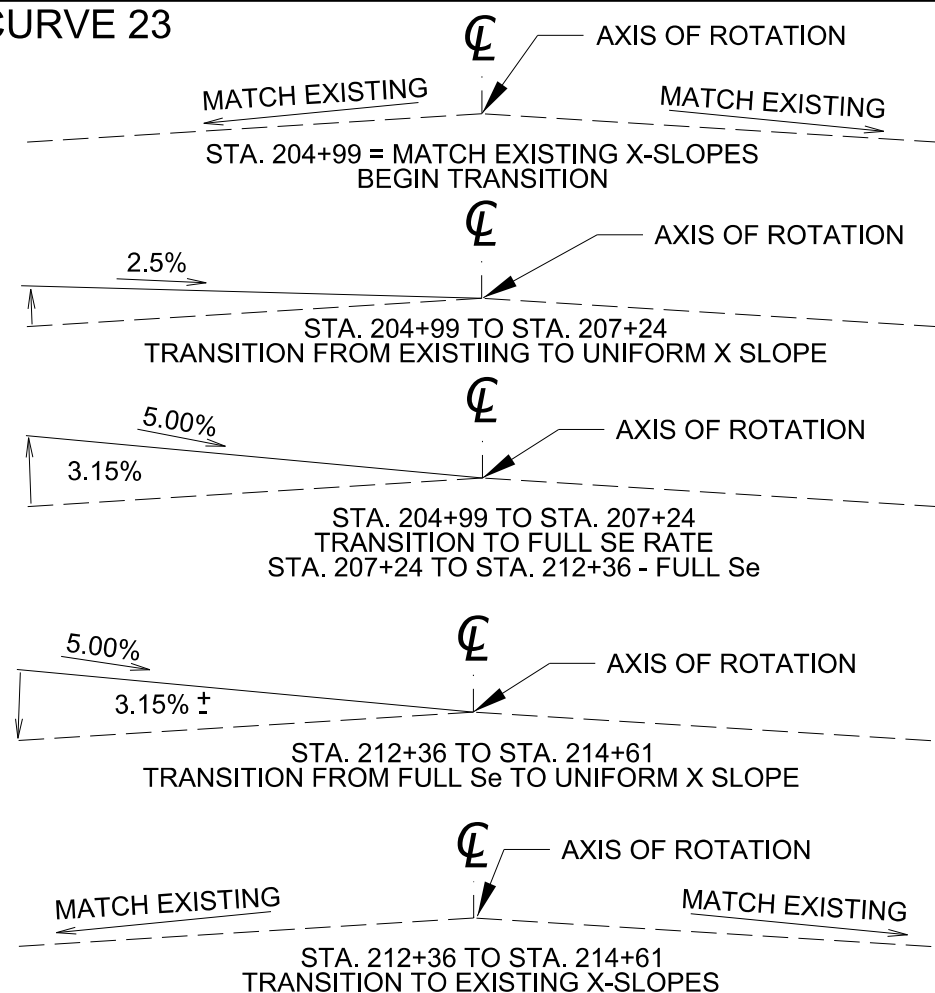 CURVE 23
℄
AXIS OF ROTATION
MATCH EXISTING
MATCH EXISTING
STA. 204+99 = MATCH EXISTING X-SLOPES
BEGIN TRANSITION
℄
AXIS OF ROTATION
2.5%
STA. 204+99 TO STA. 207+24
TRANSITION FROM EXISTIING TO UNIFORM X SLOPE
℄
5.00%
AXIS OF ROTATION
3.15%
STA. 204+99 TO STA. 207+24
TRANSITION TO FULL SE RATE
STA. 207+24 TO STA. 212+36 - FULL Se
℄
5.00%
AXIS OF ROTATION
3.15% ±
STA. 212+36 TO STA. 214+61
TRANSITION FROM FULL Se TO UNIFORM X SLOPE
℄
AXIS OF ROTATION
MATCH EXISTING
MATCH EXISTING
STA. 212+36 TO STA. 214+61
TRANSITION TO EXISTING X-SLOPES